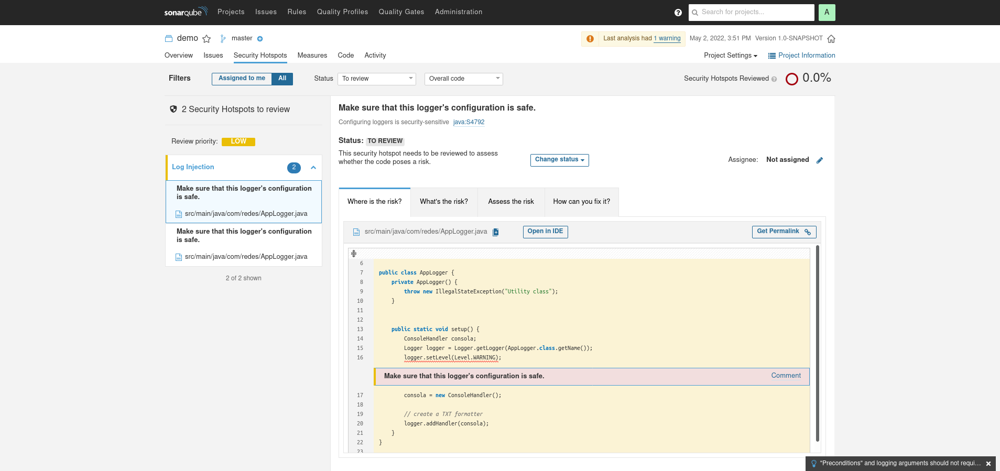 sonarqube Projects Issues Rules Quality Profiles Quality Gates Administration ? Search for projects... A
demo master Last analysis had 1 warning May 2, 2022, 3:51 PM Version 1.0-SNAPSHOT
Overview Issues Security Hotspots Measures Code Activity Project Settings Project Information
Filters Assigned to me All Status To review Overall code Security Hotspots Reviewed ? 0.0%
2 Security Hotspots to review
Review priority: LOW
Log Injection 2
Make sure that this logger's configuration
is safe.
src/main/java/com/redes/AppLogger.java
Make sure that this logger's configuration
is safe.
src/main/java/com/redes/AppLogger.java
2 of 2 shown
Make sure that this logger's configuration is safe.
Configuring loggers is security-sensitive java:S4792
Status: TO REVIEW
This security hotspot needs to be reviewed to assess
whether the code poses a risk.
Change status
Assignee: Not assigned
Where is the risk? What's the risk? Assess the risk How can you fix it?
src/main/java/com/redes/AppLogger.java Open in IDE Get Permalink
6
7 public class AppLogger {
8 private AppLogger() {
9 throw new IllegalStateException("Utility class");
10 }
11
12
13 public static void setup() {
14 ConsoleHandler consola;
15 Logger logger = Logger.getLogger(AppLogger.class.getName());
16 logger.setLevel(Level.WARNING);
Make sure that this logger's configuration is safe. Comment
17 consola = new ConsoleHandler();
18
19 // create a TXT formatter
20 logger.addHandler(consola);
21 }
22 }
23
"Preconditions" and logging arguments should not requi...